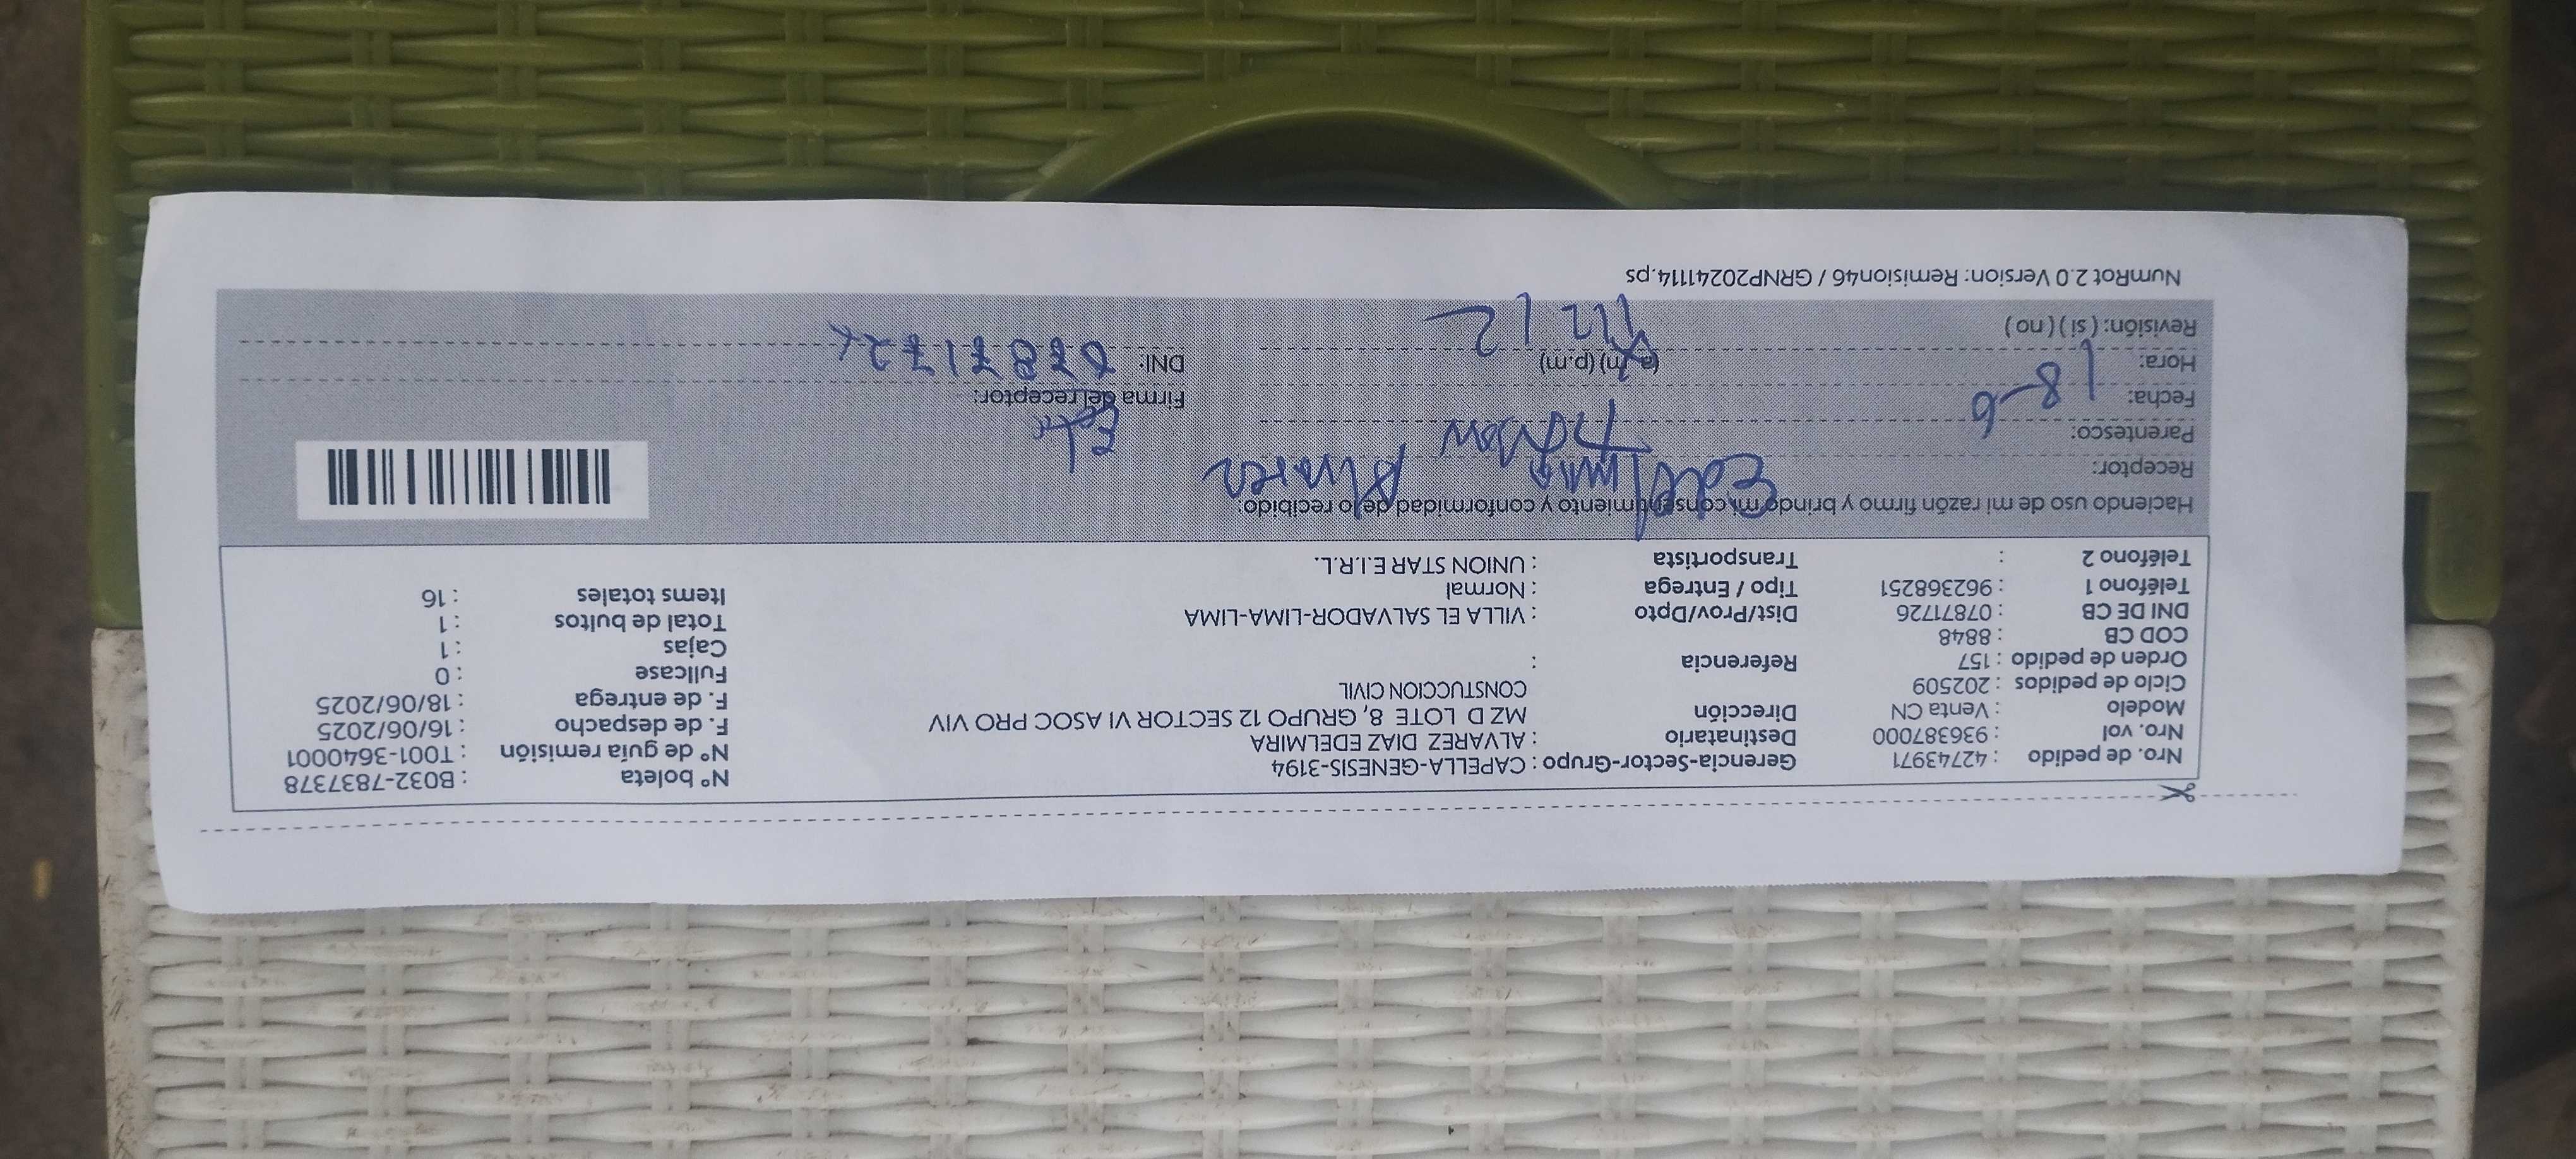 Nro. de pedido : 42743971 Gerencia-Sector-Grupo : CAPELLA-GENESIS-3194 N° boleta : B032-7837378
Nro. vol : 936387000 Destinatario : ALVAREZ DIAZ EDELMIRA N° de guía remisión : T001-3640001
Modelo : Venta CN Dirección MZ D LOTE 8, GRUPO 12 SECTOR VI ASOC PRO VIV F. de despacho : 16/06/2025
Ciclo de pedidos : 202509 CONSTUCCION CIVIL F. de entrega : 18/06/2025
Orden de pedido : 157 Referencia : Fullcase : 0
COD CB : 8848 Cajas : 1
DNI DE CB : 07871726 Dist/Prov/Dpto : VILLA EL SALVADOR-LIMA-LIMA Total de bultos : 1
Teléfono 1 : 962368251 Tipo / Entrega : Normal Items totales : 16
Teléfono 2 : Transportista : UNION STAR E.I.R.L.
Haciendo uso de mi razón firmo y brindo mi consentimiento y conformidad de lo recibido:
Receptor: Edelmira Alvarez
Parentesco:
Fecha: 18-6 Firma del receptor:
Hora: (a.m) (p.m) DNI:
Revisión: ( si ) ( no )
NumRot 2.0 Version: Remision46 / GRNP20241114.ps